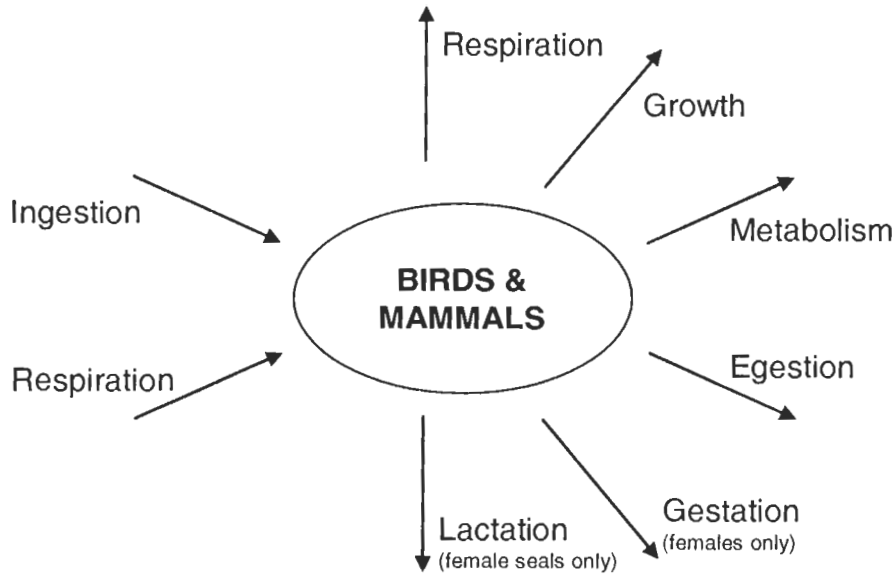 Respiration
Growth
Ingestion
Metabolism
BIRDS &
MAMMALS
Respiration
Egestion
Lactation
(female seals only)
Gestation
(females only)